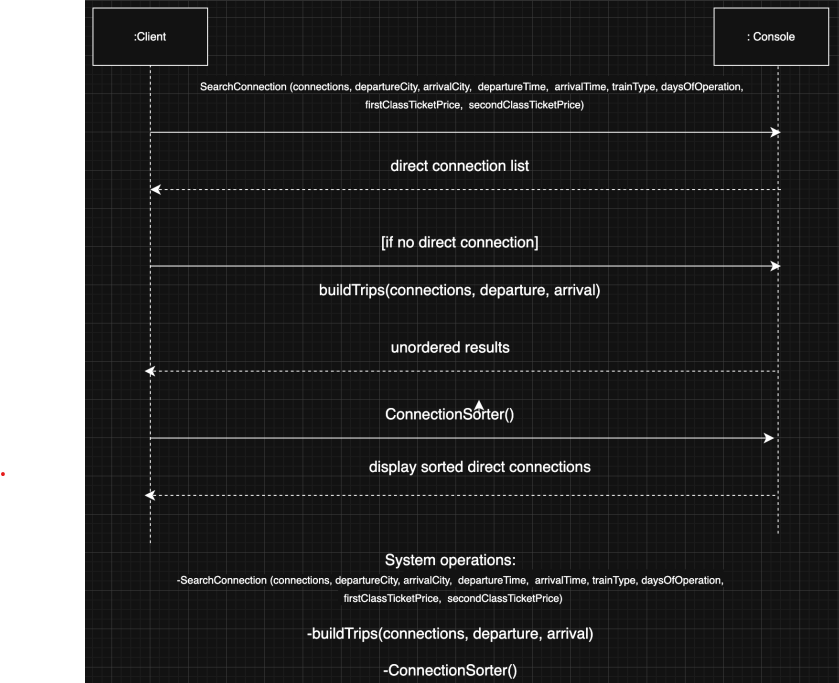 :Client
: Console
SearchConnection (connections, departureCity, arrivalCity, departureTime, arrivalTime, trainType, daysOfOperation,
firstClassTicketPrice, secondClassTicketPrice)
direct connection list
[if no direct connection]
buildTrips(connections, departure, arrival)
unordered results
ConnectionSorter()
display sorted direct connections
System operations:
-SearchConnection (connections, departureCity, arrivalCity, departureTime, arrivalTime, trainType, daysOfOperation,
firstClassTicketPrice, secondClassTicketPrice)
-buildTrips(connections, departure, arrival)
-ConnectionSorter()